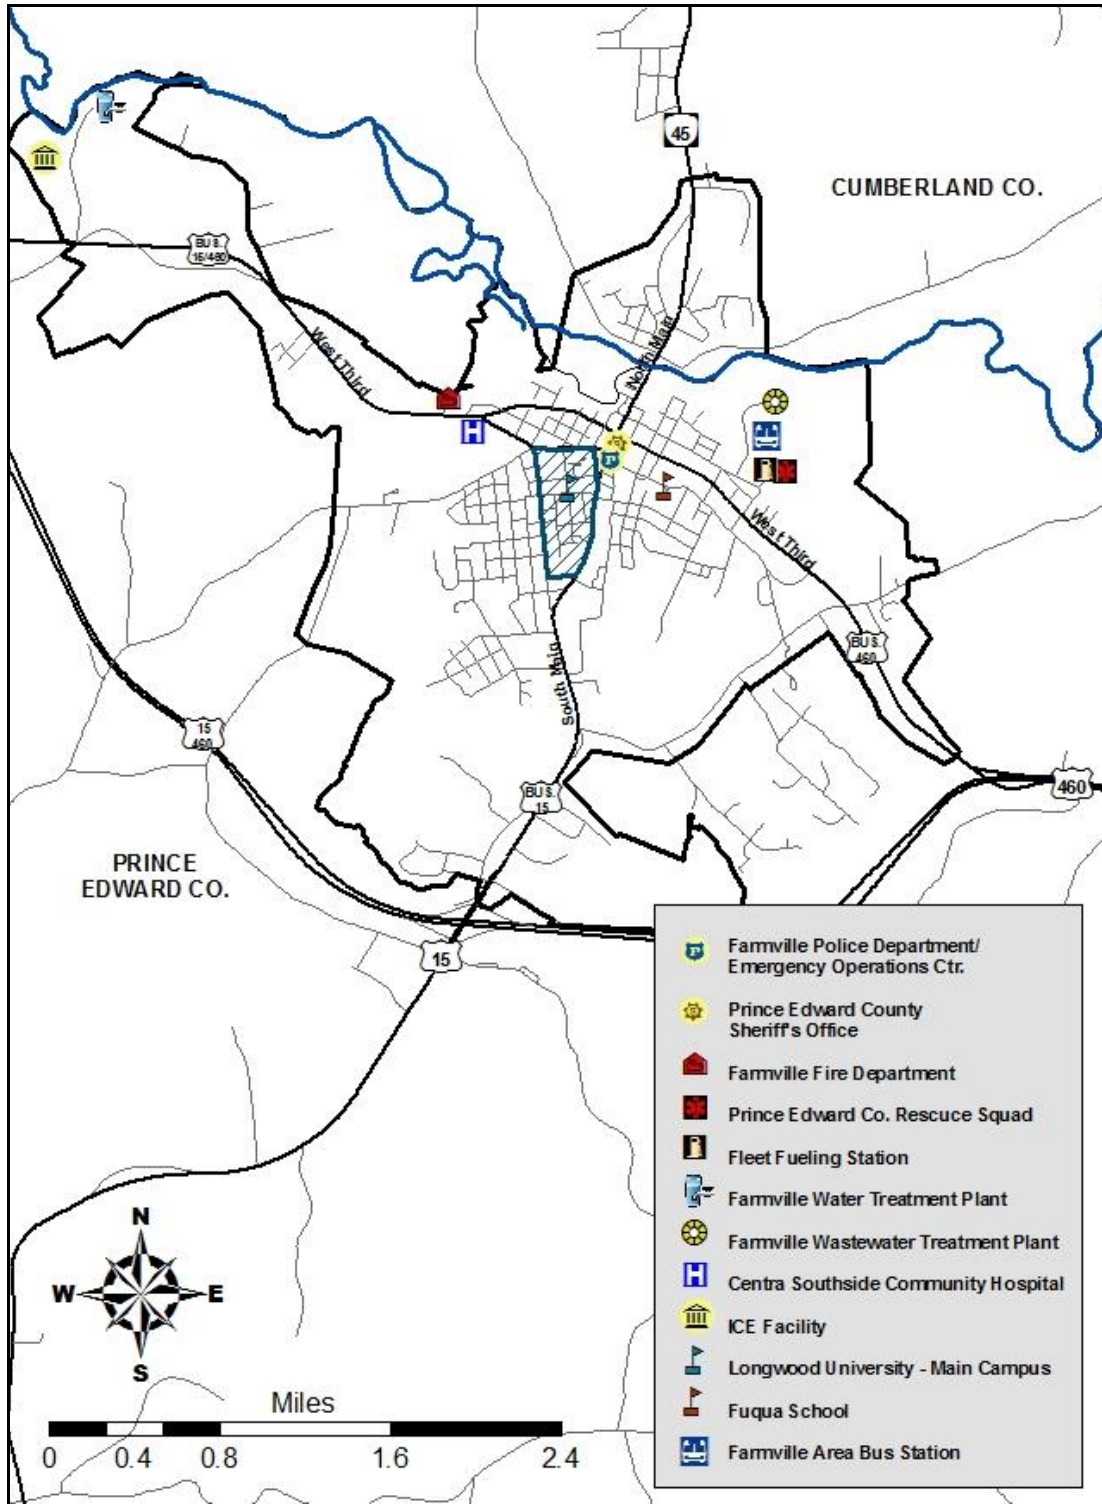 45
CUMBERLAND CO.
BUS.
15/460
West Third
North Main
H
West Third
BUS.
460
South Main
15
460
BUS.
15
460
PRINCE
EDWARD CO.
15
Farmville Police Department/
Emergency Operations Ctr.
Prince Edward County
Sheriff's Office
Farmville Fire Department
Prince Edward Co. Rescuce Squad
Fleet Fueling Station
Farmville Water Treatment Plant
Farmville Wastewater Treatment Plant
H
Centra Southside Community Hospital
ICE Facility
Longwood University - Main Campus
Fuqua School
Farmville Area Bus Station
N
W
E
S
Miles
0 0.4 0.8 1.6 2.4